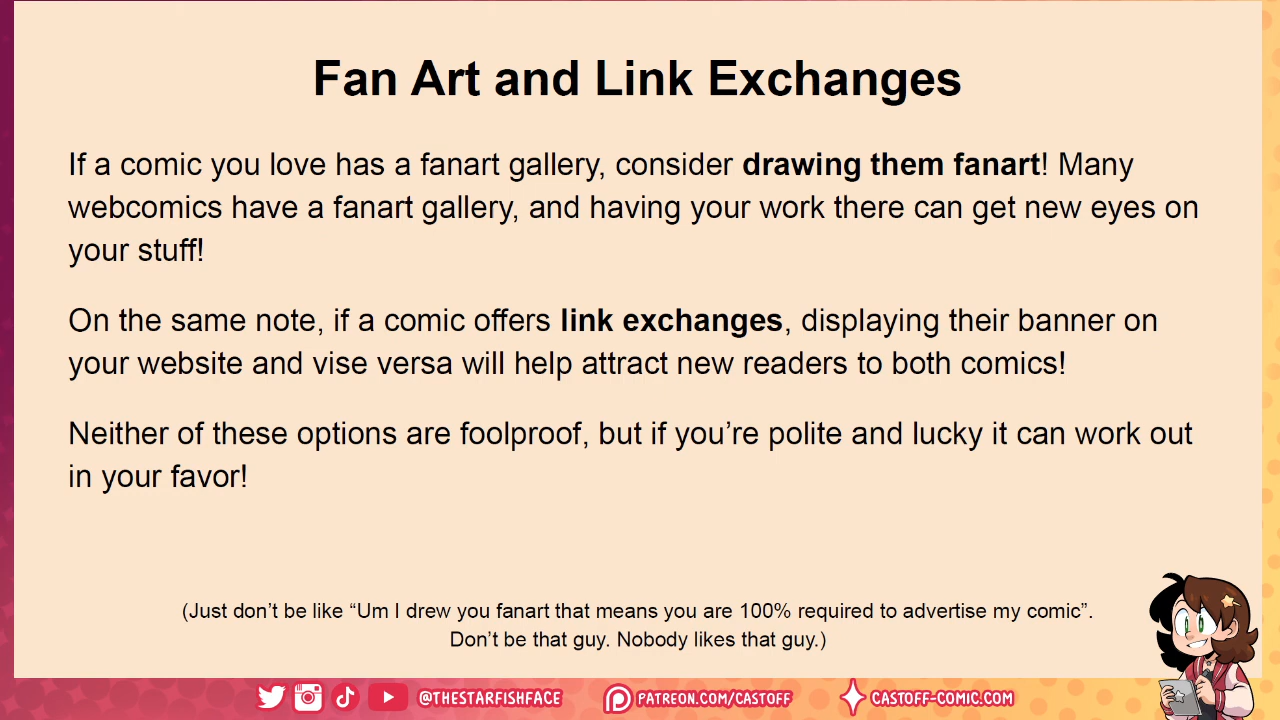 Fan Art and Link Exchanges
If a comic you love has a fanart gallery, consider drawing them fanart! Many
webcomics have a fanart gallery, and having your work there can get new eyes on
your stuff!
On the same note, if a comic offers link exchanges, displaying their banner on
your website and vise versa will help attract new readers to both comics!
Neither of these options are foolproof, but if you’re polite and lucky it can work out
in your favor!
(Just don’t be like “Um I drew you fanart that means you are 100% required to advertise my comic”.
Don’t be that guy. Nobody likes that guy.)
@THESTARFISHFACE PATREON.COM/CASTOFF CASTOFF-COMIC.COM